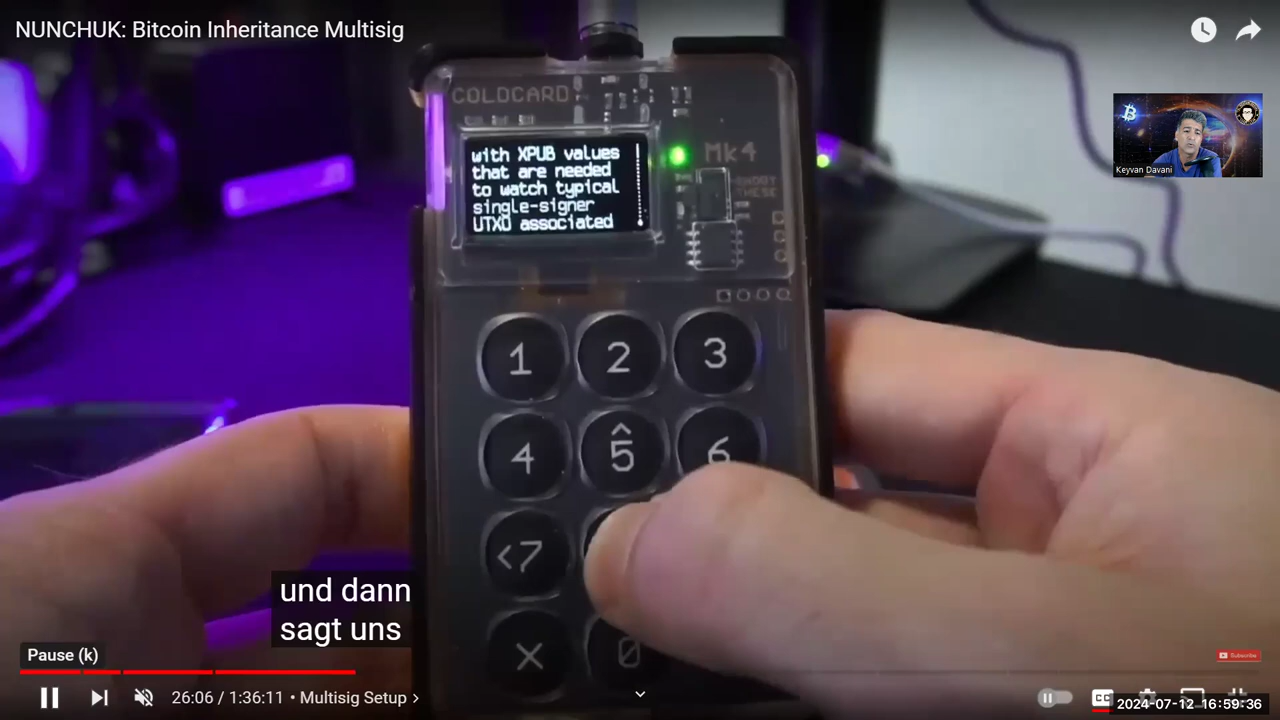 NUNCHUK: Bitcoin Inheritance Multisig
COLDCARD
Mk4
with XPUB values
that are needed
to watch typical
single-signer
UTXO associated
Keyvan Davani
1
2
3
4
5
6
<7
X
0
und dann
sagt uns
Pause (k)
Subscribe
26:06 / 1:36:11 • Multisig Setup ›
CC
2024-07-12 16:59:36